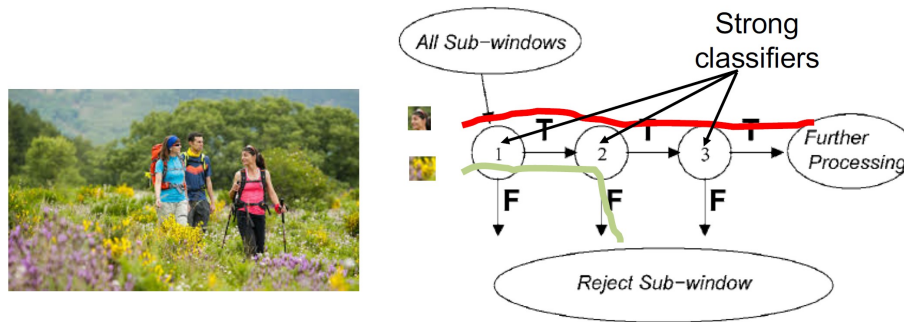 All Sub-windows
Strong
classifiers
T
T
T
1
2
3
Further
Processing
F
F
F
Reject Sub-window